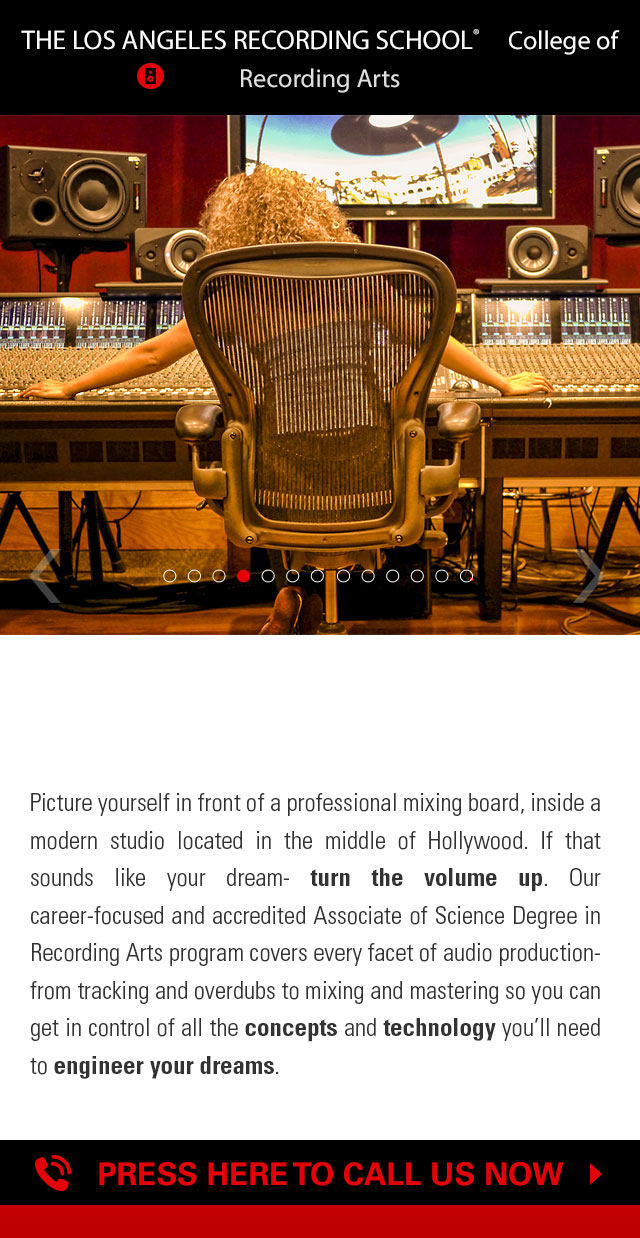 THE LOS ANGELES RECORDING SCHOOL® College of
Recording Arts
Picture yourself in front of a professional mixing board, inside a
modern studio located in the middle of Hollywood. If that
sounds like your dream- turn the volume up. Our
career-focused and accredited Associate of Science Degree in
Recording Arts program covers every facet of audio production-
from tracking and overdubs to mixing and mastering so you can
get in control of all the concepts and technology you’ll need
to engineer your dreams.
PRESS HERE TO CALL US NOW